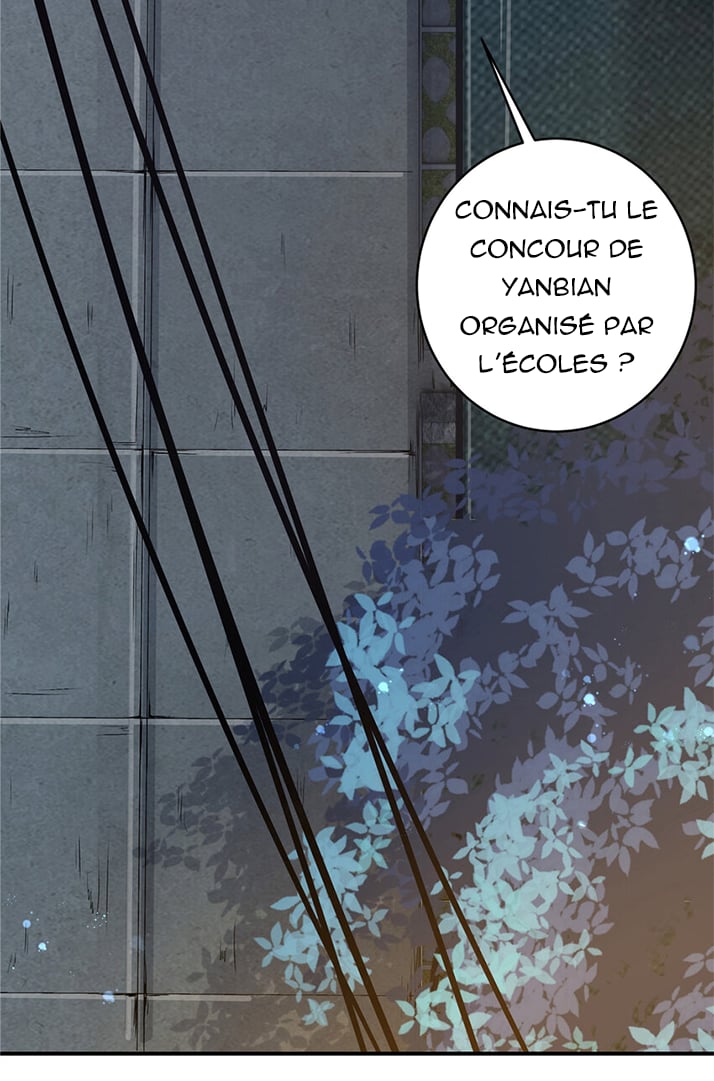 CONNAIS-TU LE
CONCOUR DE
YANBIAN
ORGANISÉ PAR
L'ÉCOLES ?